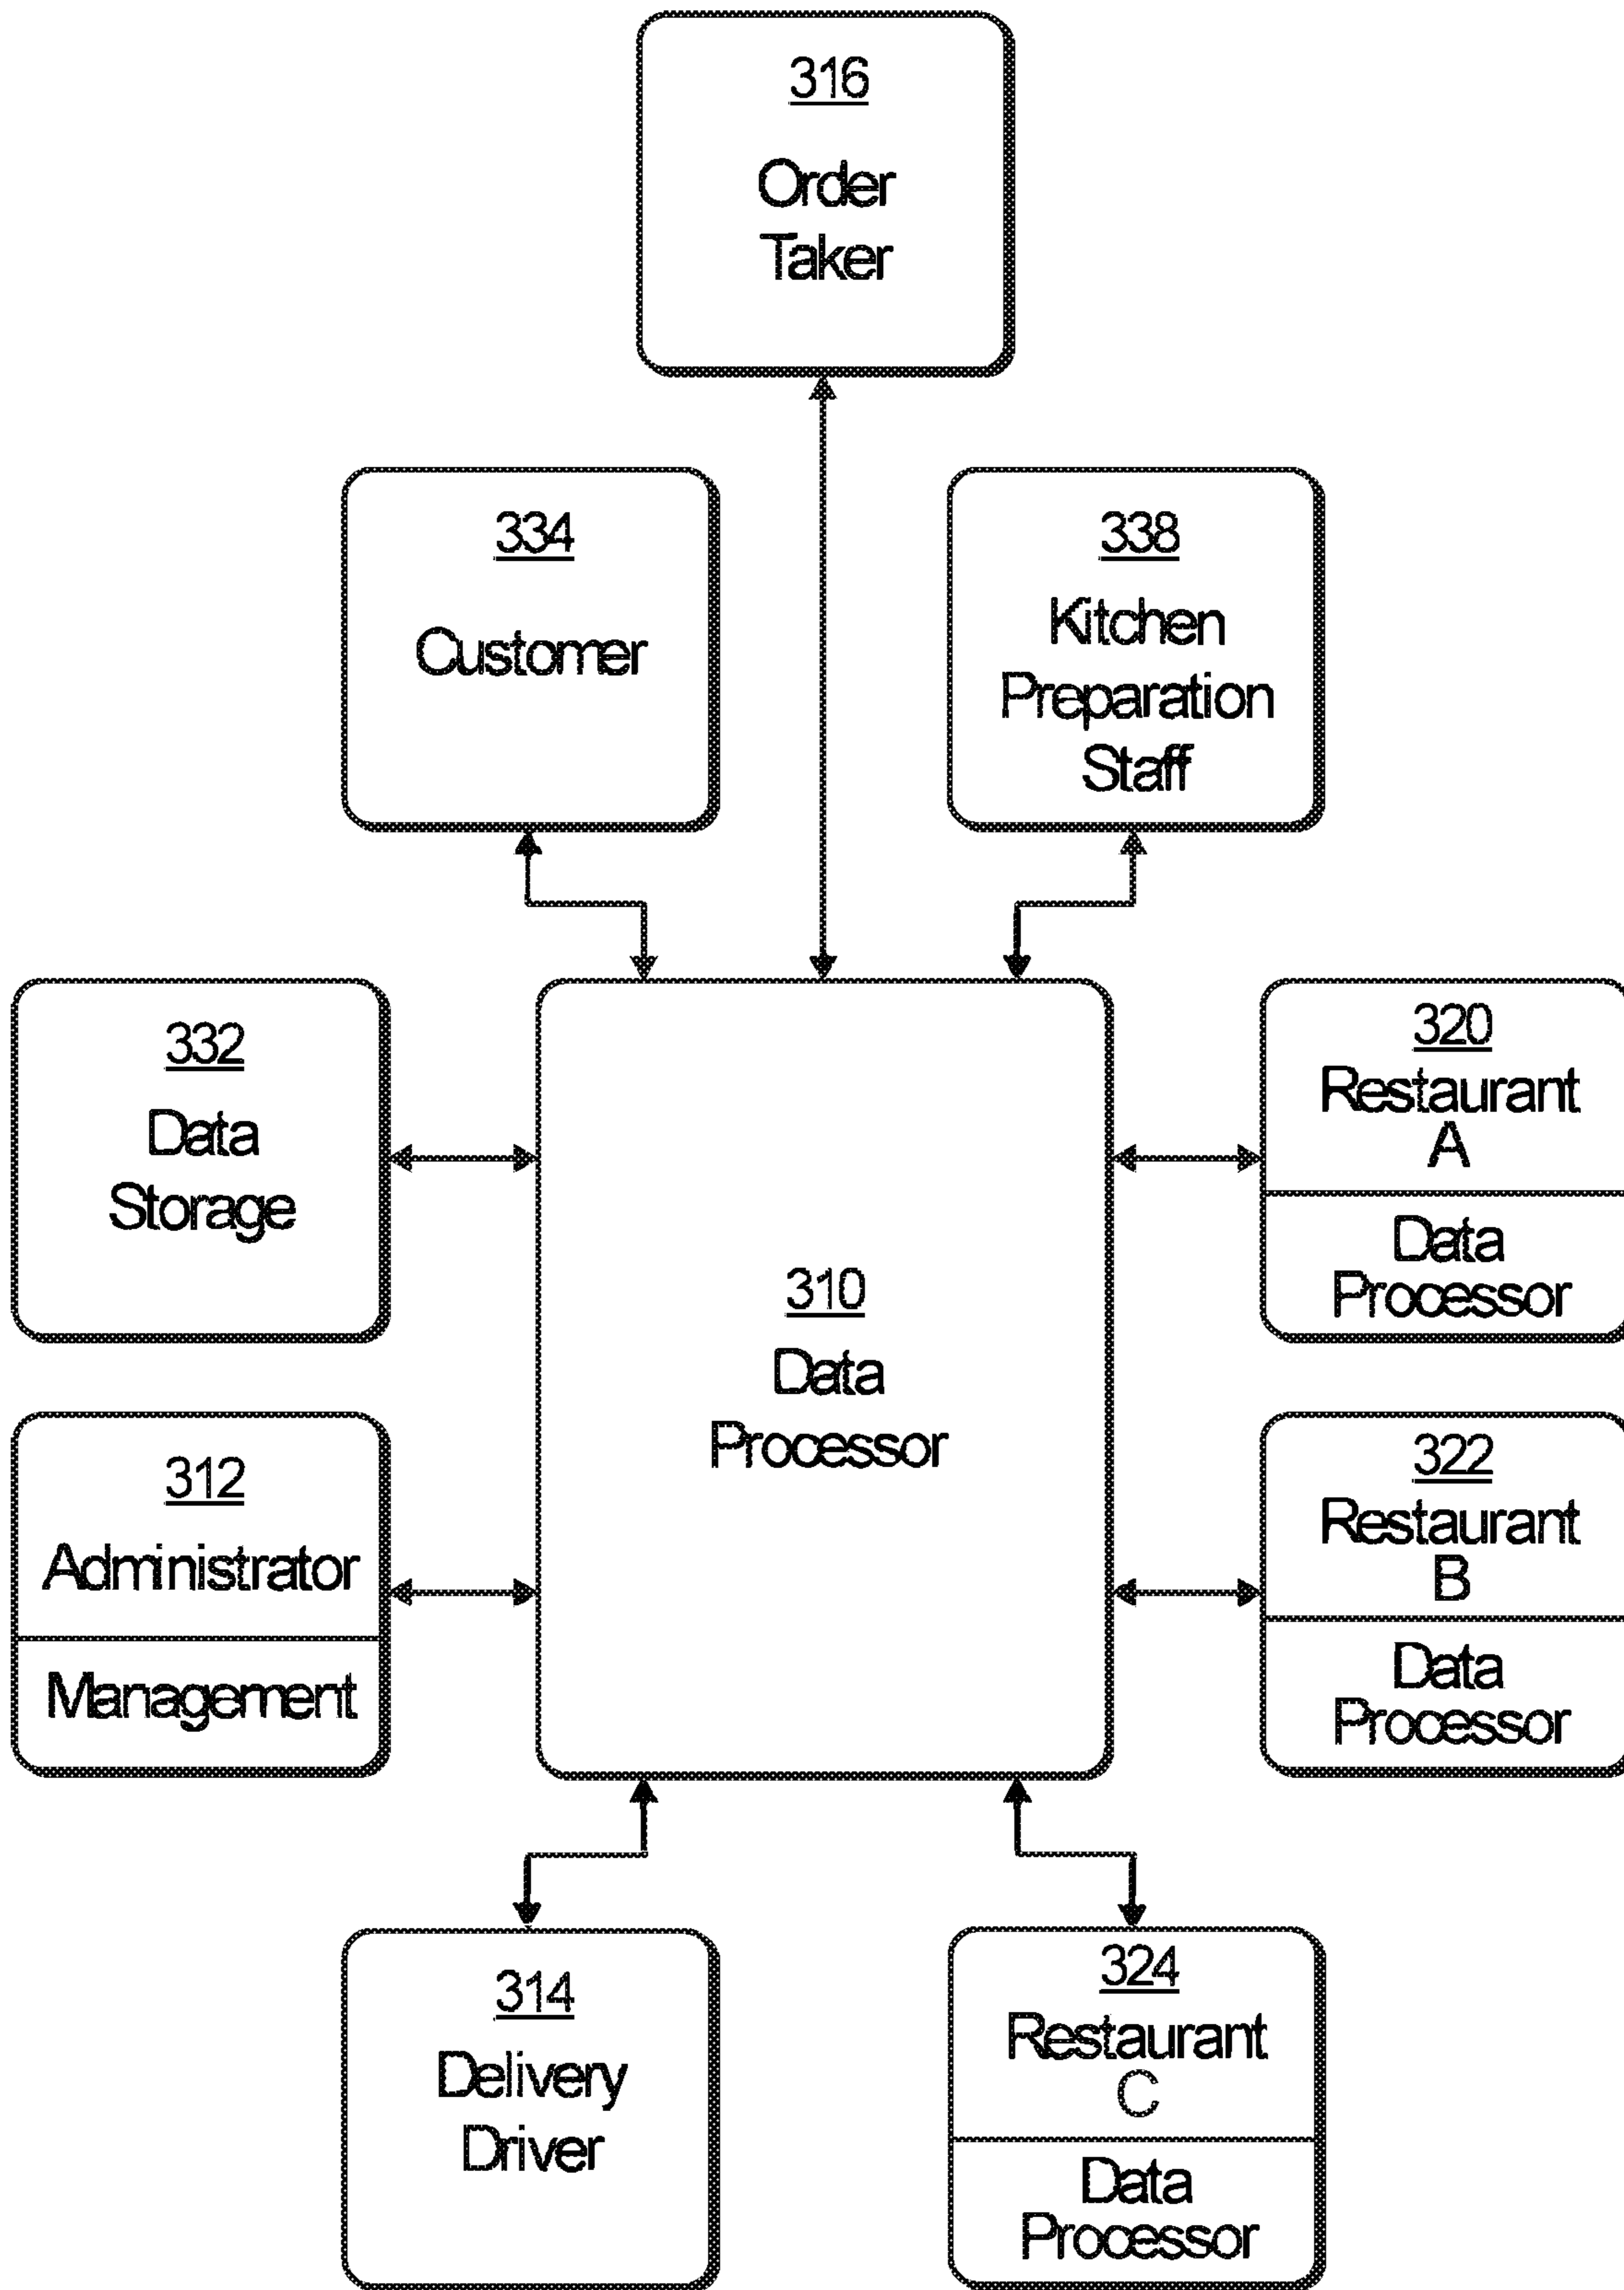 316
Order
Taker
334
Customer
338
Kitchen
Preparation
Staff
332
Data
Storage
310
Data
Processor
320
Restaurant
A
Data
Processor
312
Administrator
Management
322
Restaurant
B
Data
Processor
314
Delivery
Driver
324
Restaurant
C
Data
Processor